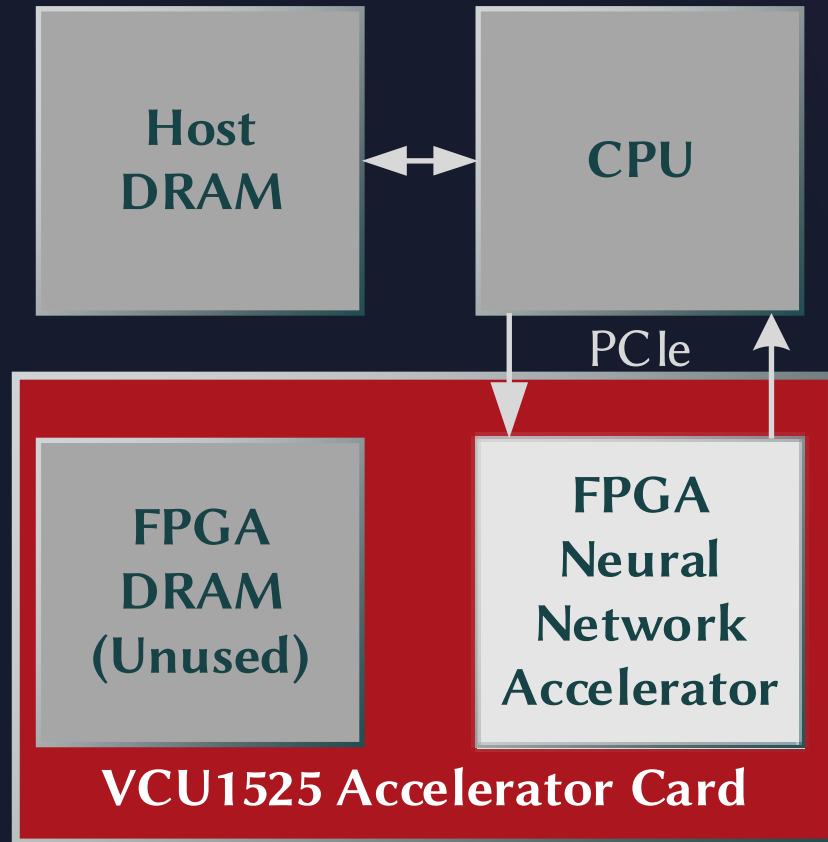 Host
DRAM
CPU
PCIe
FPGA
DRAM
(Unused)
FPGA
Neural
Network
Accelerator
VCU1525 Accelerator Card